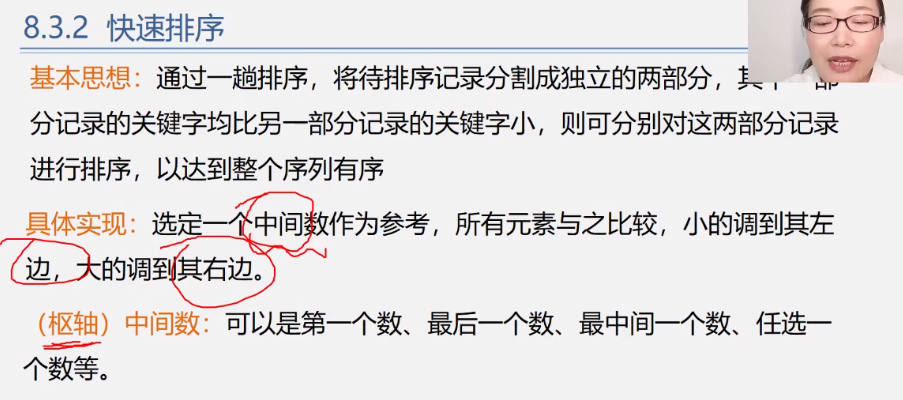 8.3.2 快速排序
基本思想：通过一趟排序，将待排序记录分割成独立的两部分，其中一部
分记录的关键字均比另一部分记录的关键字小，则可分别对这两部分记录
进行排序，以达到整个序列有序
具体实现：选定一个中间数作为参考，所有元素与之比较，小的调到其左
边，大的调到其右边。
（枢轴）中间数：可以是第一个数、最后一个数、最中间一个数、任选一
个数等。